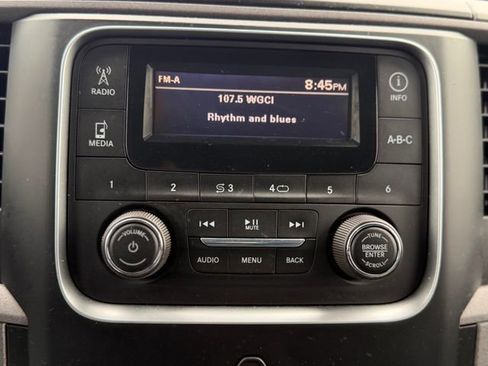 FM-A 8:45PM
107.5 WGCI
Rhythm and blues
RADIO
MEDIA
INFO
A-B-C
1 2 3 4 5 6
VOLUME
MUTE
AUDIO MENU BACK
TUNE
BROWSE
ENTER
SCROLL